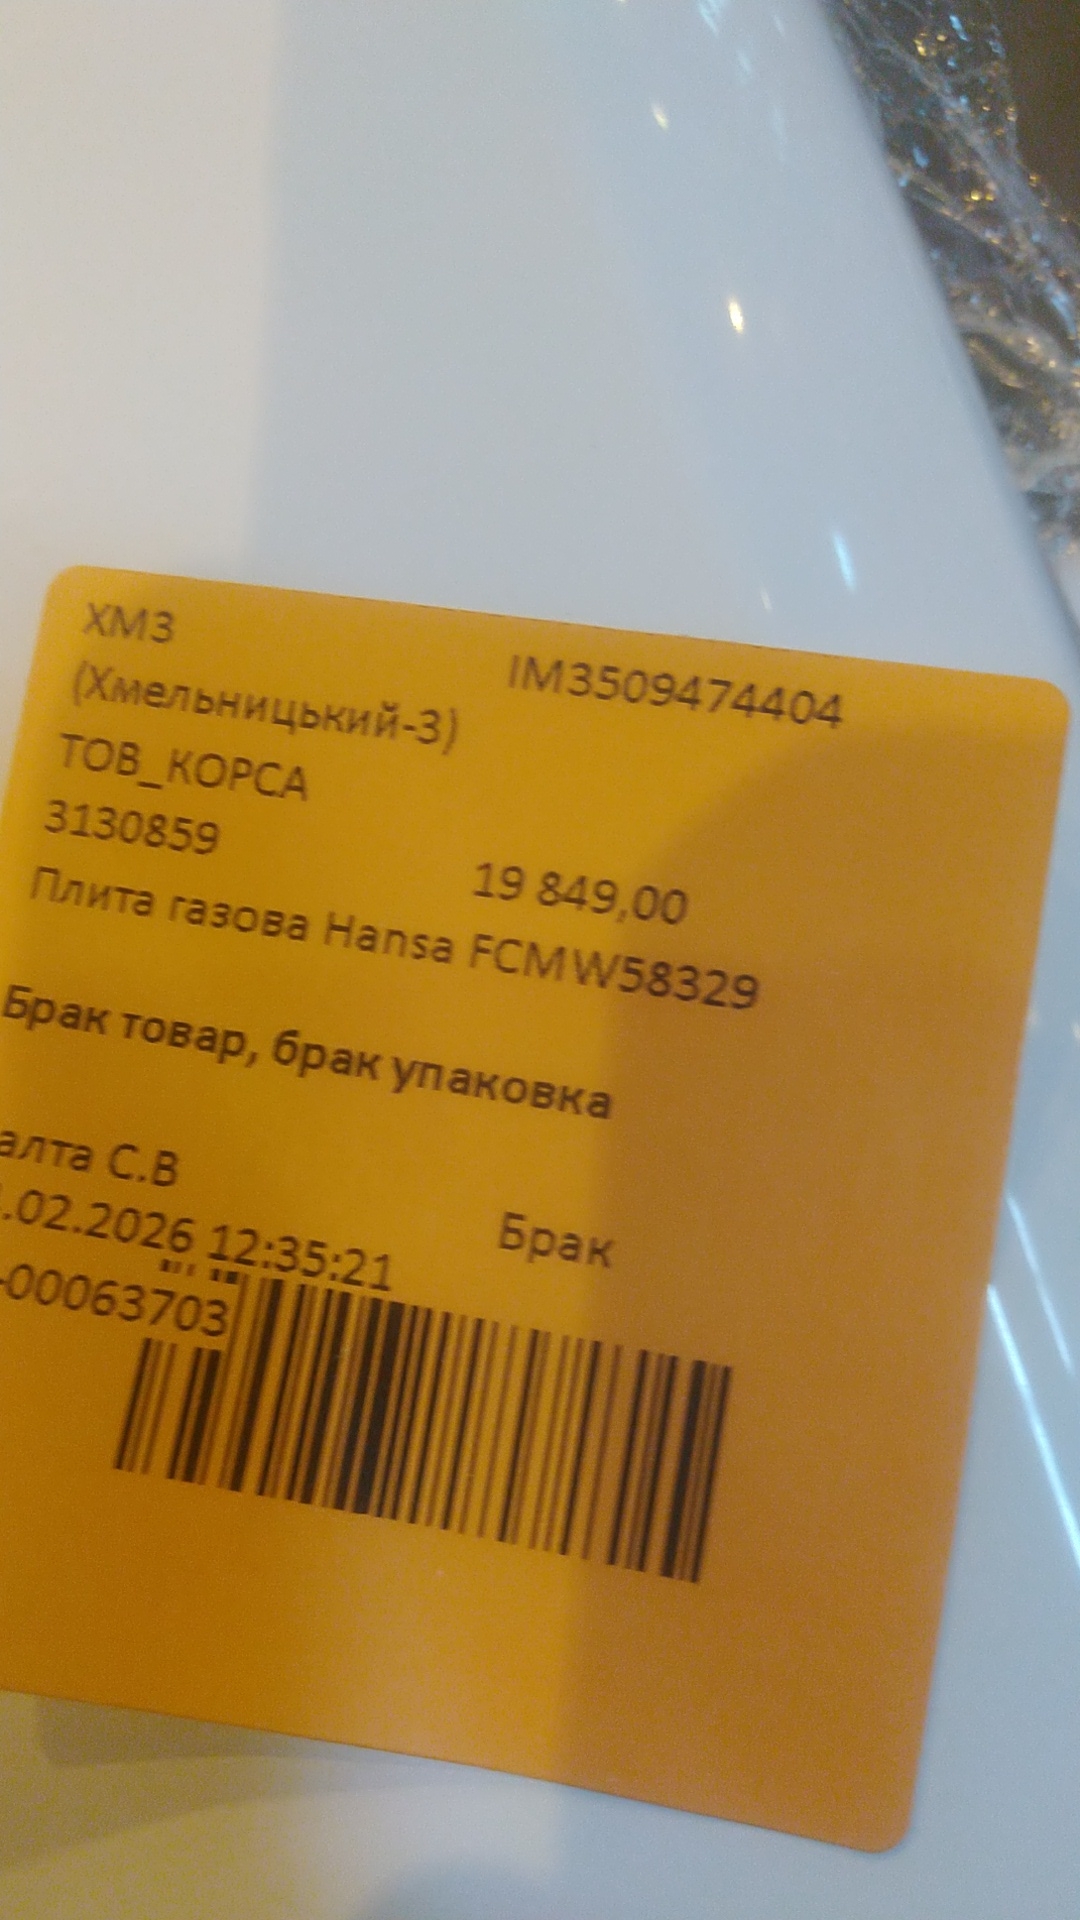 ХМ3
IM3509474404
(Хмельницький-3)
ТОВ_КОРСА
3130859
19 849,00
Плита газова Hansa FCMW58329
Брак товар, брак упаковка
алта С.В
.02.2026 12:35:21
Брак
-00063703